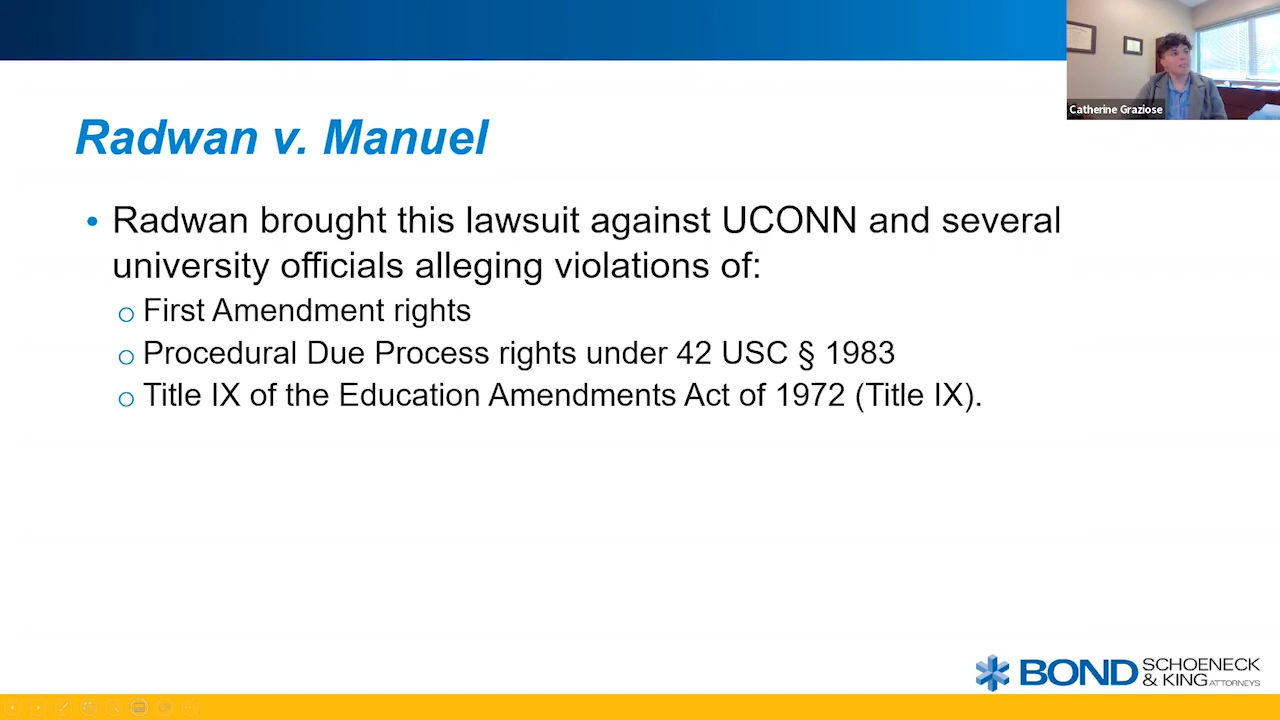 Catherine Graziose
Radwan v. Manuel
• Radwan brought this lawsuit against UCONN and several
university officials alleging violations of:
o First Amendment rights
o Procedural Due Process rights under 42 USC § 1983
o Title IX of the Education Amendments Act of 1972 (Title IX).
BOND SCHOENECK
& KING ATTORNEYS